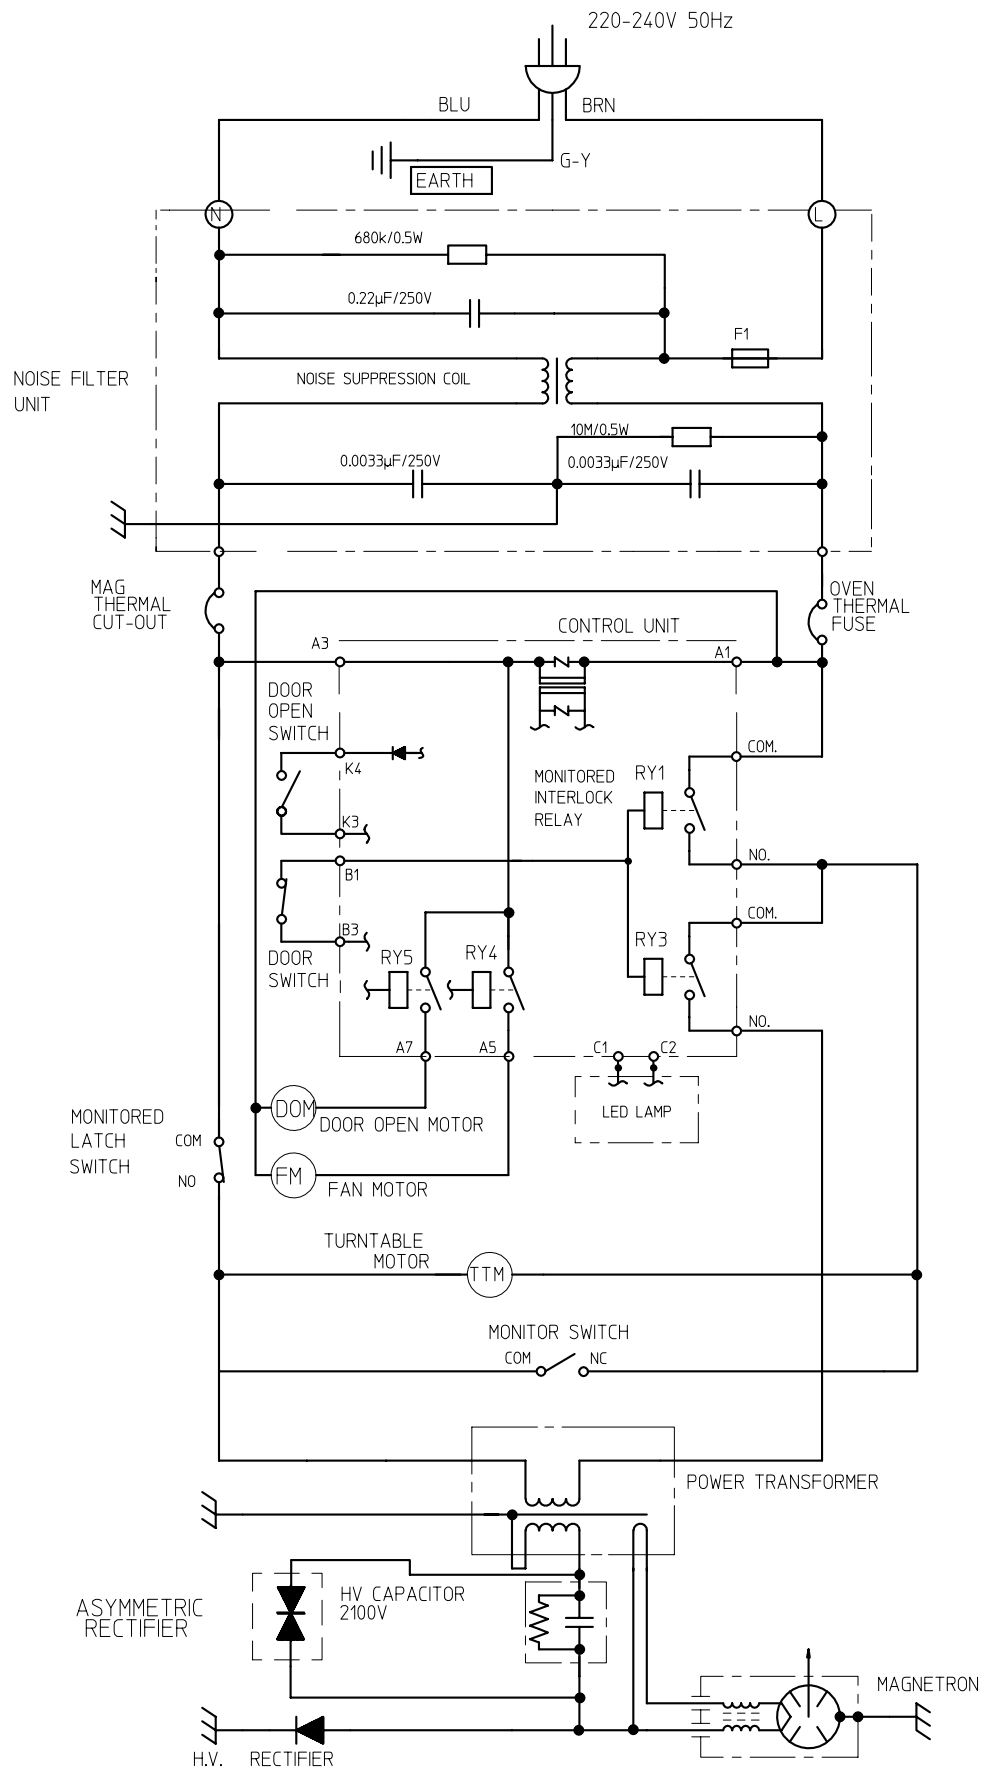 220-240V 50Hz
BLU
BRN
G-Y
EARTH
N
L
680k/0.5W
0.22µF/250V
F1
NOISE FILTER
UNIT
NOISE SUPPRESSION COIL
10M/0.5W
0.0033µF/250V
0.0033µF/250V
MAG
THERMAL
CUT-OUT
OVEN
THERMAL
FUSE
CONTROL UNIT
A3
A1
DOOR
OPEN
SWITCH
COM.
K4
MONITORED
INTERLOCK
RELAY
RY1
K3
NO.
B1
COM.
B3
DOOR
SWITCH
RY5
RY4
RY3
NO.
A7
A5
C1
C2
LED LAMP
DOM
DOOR OPEN MOTOR
MONITORED
LATCH
SWITCH
COM
NO
FM
FAN MOTOR
TURNTABLE
MOTOR
TTM
MONITOR SWITCH
COM
NC
POWER TRANSFORMER
HV CAPACITOR
2100V
ASYMMETRIC
RECTIFIER
MAGNETRON
H.V.
RECTIFIER